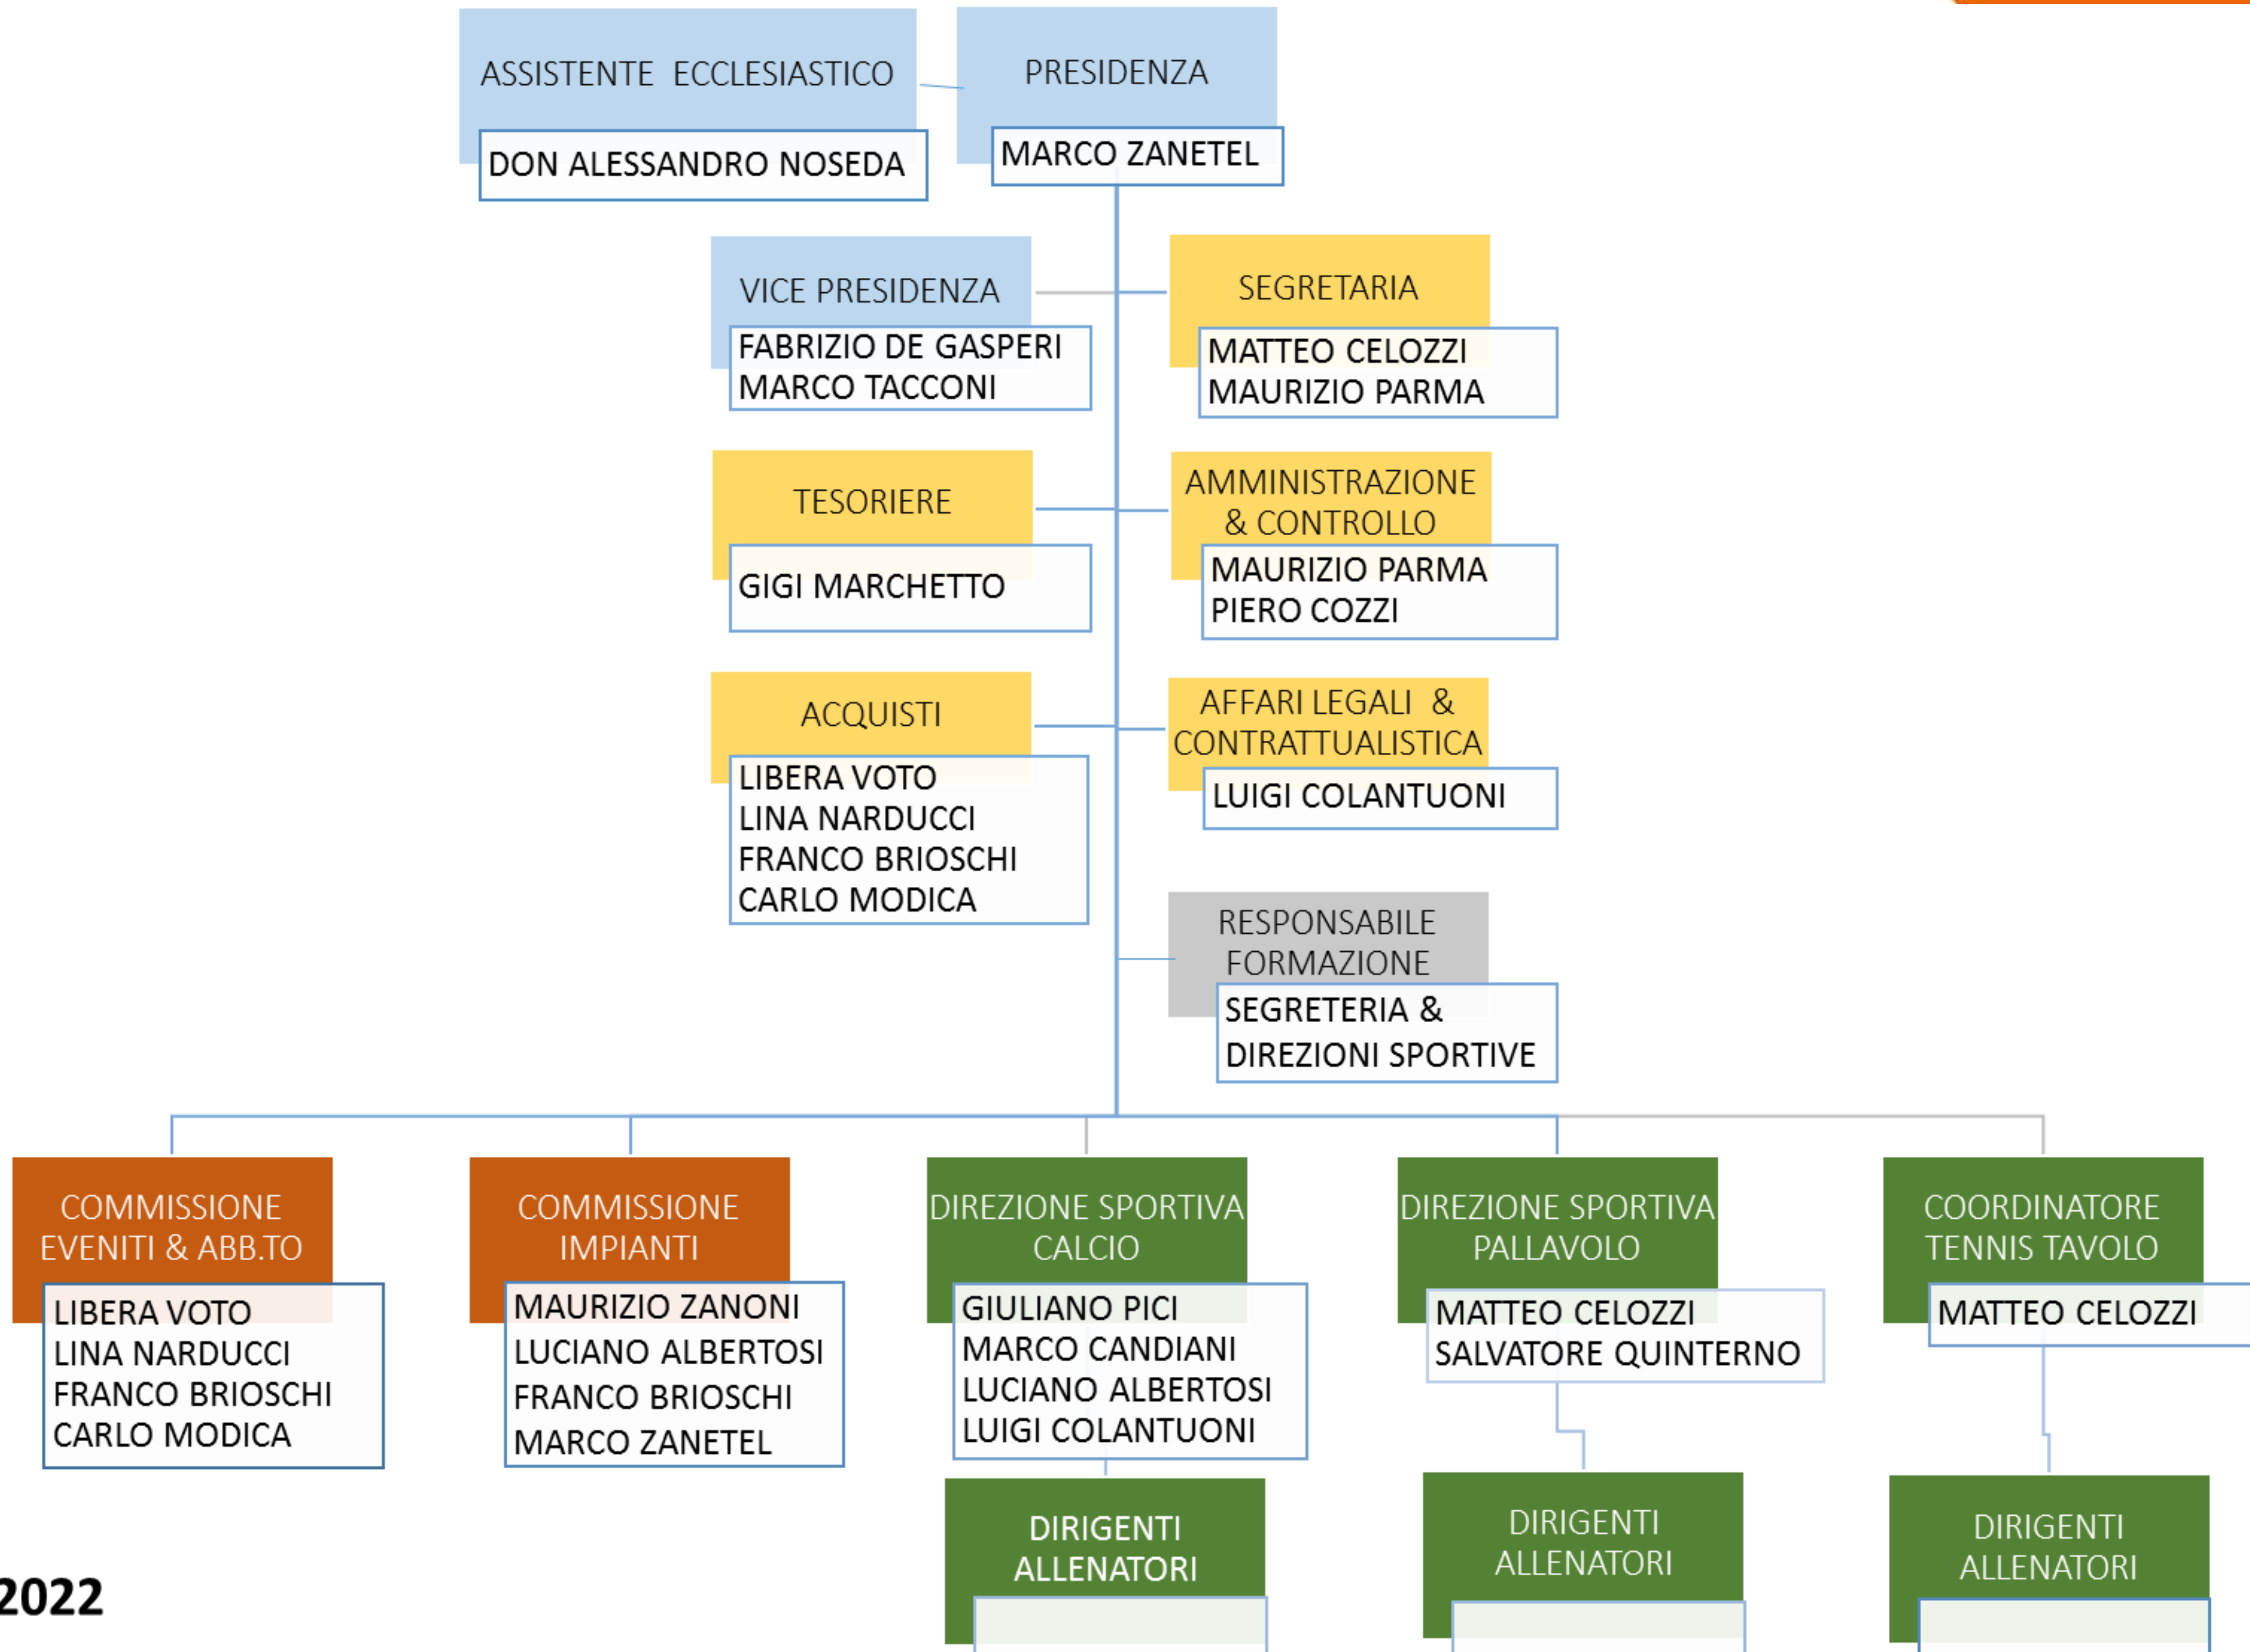 ASSISTENTE ECCLESIASTICO
DON ALESSANDRO NOSEDA
PRESIDENZA
MARCO ZANETEL
VICE PRESIDENZA
FABRIZIO DE GASPERI
MARCO TACCONI
SEGRETARIA
MATTEO CELOZZI
MAURIZIO PARMA
TESORIERE
GIGI MARCHETTO
AMMINISTRAZIONE
& CONTROLLO
MAURIZIO PARMA
PIERO COZZI
ACQUISTI
LIBERA VOTO
LINA NARDUCCI
FRANCO BRIOSCHI
CARLO MODICA
AFFARI LEGALI &
CONTRATTUALISTICA
LUIGI COLANTUONI
RESPONSABILE
FORMAZIONE
SEGRETERIA &
DIREZIONI SPORTIVE
COMMISSIONE
EVENITI & ABB.TO
LIBERA VOTO
LINA NARDUCCI
FRANCO BRIOSCHI
CARLO MODICA
COMMISSIONE
IMPIANTI
MAURIZIO ZANONI
LUCIANO ALBERTOSI
FRANCO BRIOSCHI
MARCO ZANETEL
DIREZIONE SPORTIVA
CALCIO
GIULIANO PICI
MARCO CANDIANI
LUCIANO ALBERTOSI
LUIGI COLANTUONI
DIRIGENTI
ALLENATORI
DIREZIONE SPORTIVA
PALLAVOLO
MATTEO CELOZZI
SALVATORE QUINTERNO
DIRIGENTI
ALLENATORI
COORDINATORE
TENNIS TAVOLO
MATTEO CELOZZI
DIRIGENTI
ALLENATORI
2022